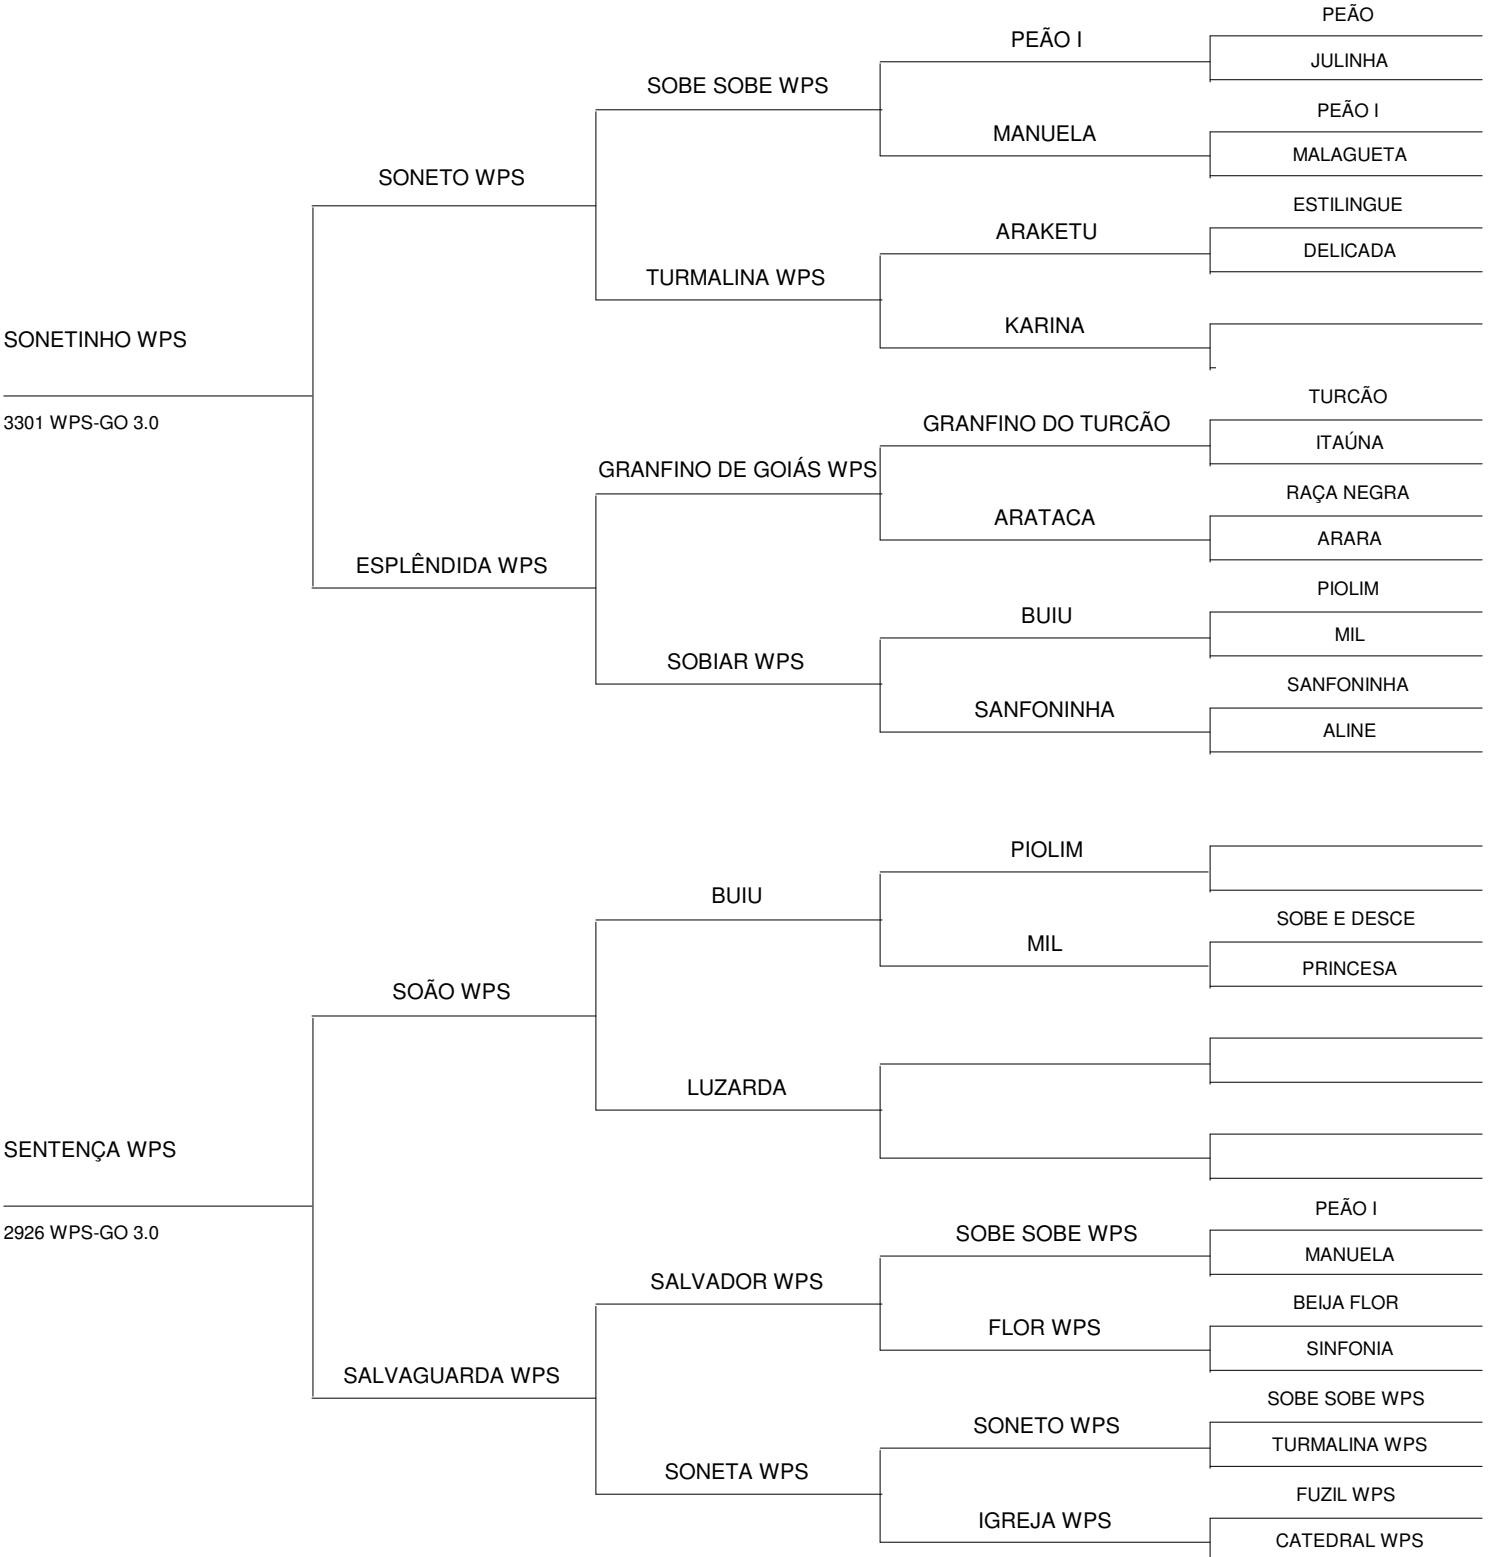 PEÃO
PEÃO I
JULINHA
SOBE SOBE WPS
PEÃO I
MANUELA
MALAGUETA
SONETO WPS
ESTILINGUE
ARAKETU
DELICADA
TURMALINA WPS
KARINA
SONETINHO WPS
TURCÃO
3301 WPS-GO 3.0
GRANFINO DO TURCÃO
ITAÚNA
GRANFINO DE GOIÁS WPS
RAÇA NEGRA
ARATACA
ARARA
ESPLÊNDIDA WPS
PIOLIM
BUIU
MIL
SOBIAR WPS
SANFONINHA
SANFONINHA
ALINE
PIOLIM
BUIU
SOBE E DESCE
MIL
PRINCESA
SOÃO WPS
LUZARDA
SENTENÇA WPS
PEÃO I
2926 WPS-GO 3.0
SOBE SOBE WPS
MANUELA
SALVADOR WPS
BEIJA FLOR
FLOR WPS
SINFONIA
SALVAGUARDA WPS
SOBE SOBE WPS
SONETO WPS
TURMALINA WPS
SONETA WPS
FUZIL WPS
IGREJA WPS
CATEDRAL WPS